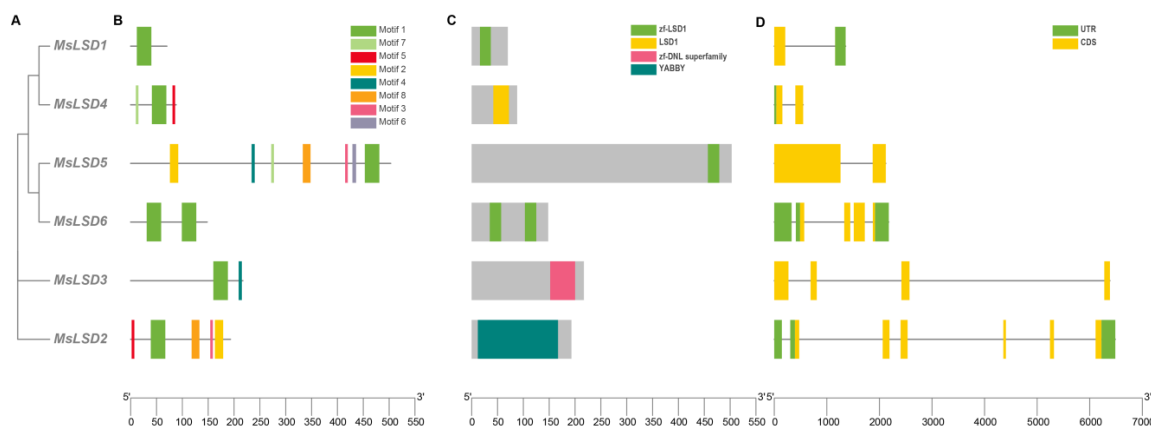 A
B
C
D
MsLSD1
MsLSD4
MsLSD5
MsLSD6
MsLSD3
MsLSD2
Motif 1
Motif 7
Motif 5
Motif 2
Motif 4
Motif 8
Motif 3
Motif 6
zf-LSD1
LSD1
zf-DNL superfamily
YABBY
UTR
CDS
5' 3'
0 50 100 150 200 250 300 350 400 450 500 550
5' 3'
0 50 100 150 200 250 300 350 400 450 500 550
5' 3'
0 1000 2000 3000 4000 5000 6000 7000